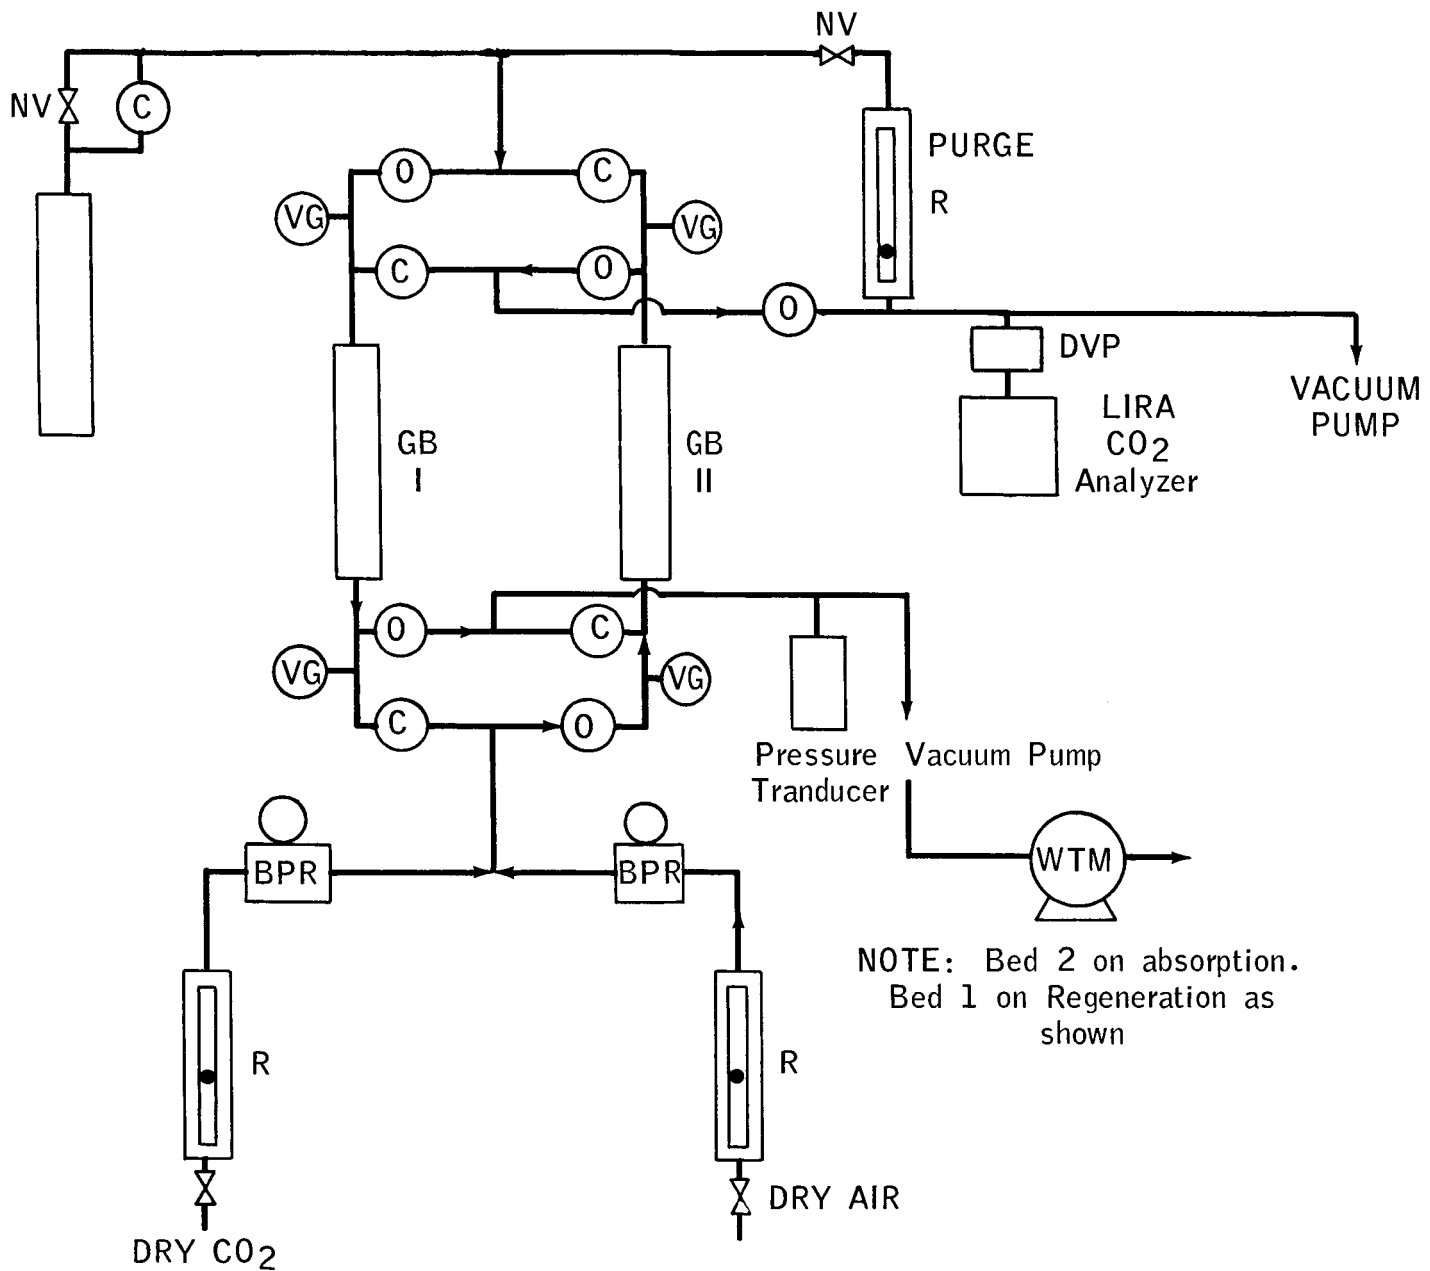 NV
NV
C
PURGE
R
O
C
VG
VG
C
O
O
DVP
LIRA
CO2
Analyzer
VACUUM
PUMP
GB
I
GB
II
O
C
VG
VG
C
O
Pressure
Tranducer
Vacuum Pump
BPR
BPR
WTM
NOTE: Bed 2 on absorption.
Bed 1 on Regeneration as
shown
R
R
DRY AIR
DRY CO2